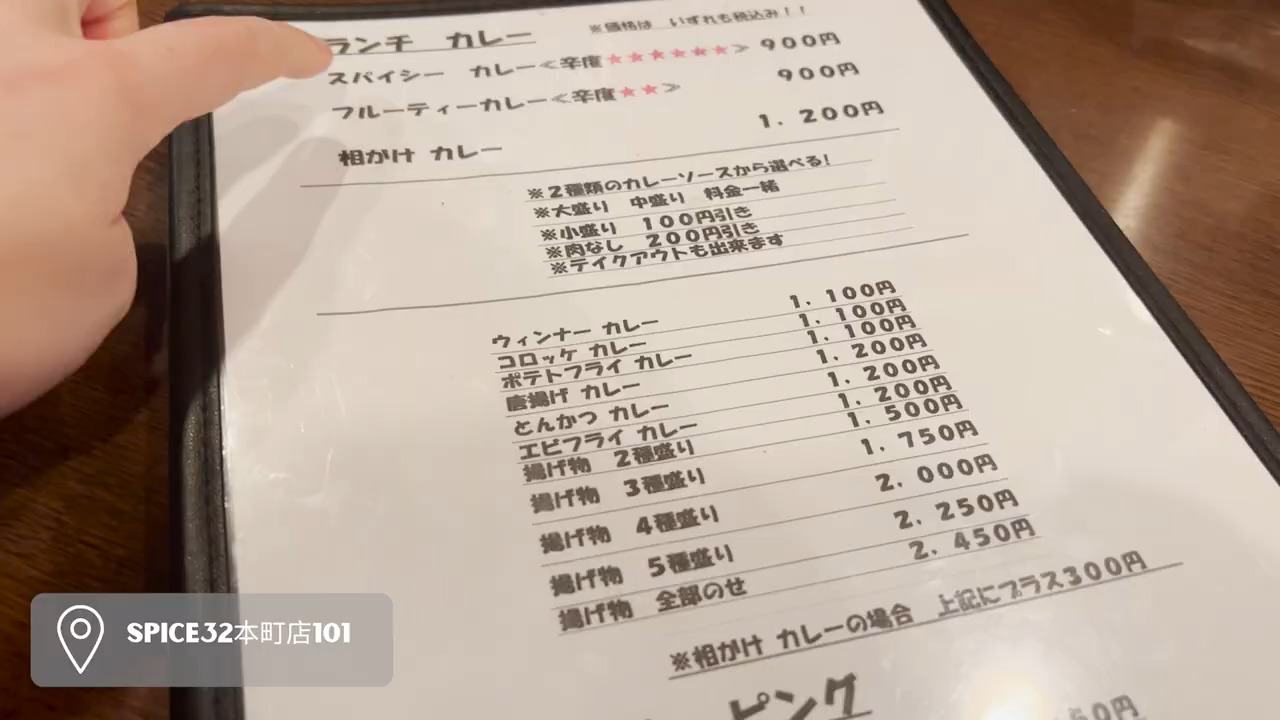 ランチ カレー ※価格は いずれも税込み！！
スパイシー カレー<辛度★★★★★★> 900円
フルーティーカレー<辛度★★> 900円
相がけ カレー 1．200円
※2種類のカレーソースから選べる!
※大盛り 中盛り 料金一緒
※小盛り 100円引き
※肉なし 200円引き
※テイクアウトも出来ます
ウィンナー カレー 1．100円
コロッケ カレー 1．100円
ポテトフライ カレー 1．100円
唐揚げ カレー 1．200円
とんかつ カレー 1．200円
エビフライ カレー 1．200円
揚げ物 2種盛り 1．500円
揚げ物 3種盛り 1．750円
揚げ物 4種盛り 2．000円
揚げ物 5種盛り 2．250円
揚げ物 全部のせ 2．450円
※相がけ カレーの場合 上記にプラス300円
ピング
50円
SPICE32本町店101